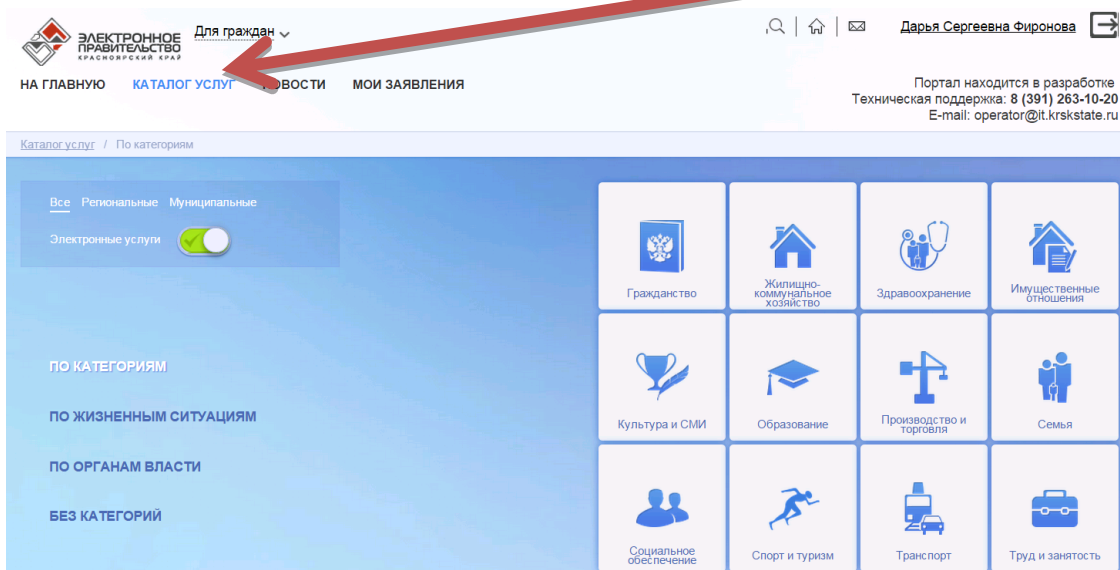 ЭЛЕКТРОННОЕ
ПРАВИТЕЛЬСТВО
КРАСНОЯРСКИЙ КРАЙ
Для граждан
Дарья Сергеевна Фиронова
НА ГЛАВНУЮ КАТАЛОГ УСЛУГ НОВОСТИ МОИ ЗАЯВЛЕНИЯ
Портал находится в разработке
Техническая поддержка: 8 (391) 263-10-20
E-mail: operator@it.krskstate.ru
Каталог услуг / По категориям
Все Региональные Муниципальные
Электронные услуги
ПО КАТЕГОРИЯМ
ПО ЖИЗНЕННЫМ СИТУАЦИЯМ
ПО ОРГАНАМ ВЛАСТИ
БЕЗ КАТЕГОРИЙ
Гражданство
Жилищно-
коммунальное
хозяйство
Здравоохранение
Имущественные
отношения
Культура и СМИ
Образование
Производство и
торговля
Семья
Социальное
обеспечение
Спорт и туризм
Транспорт
Труд и занятость